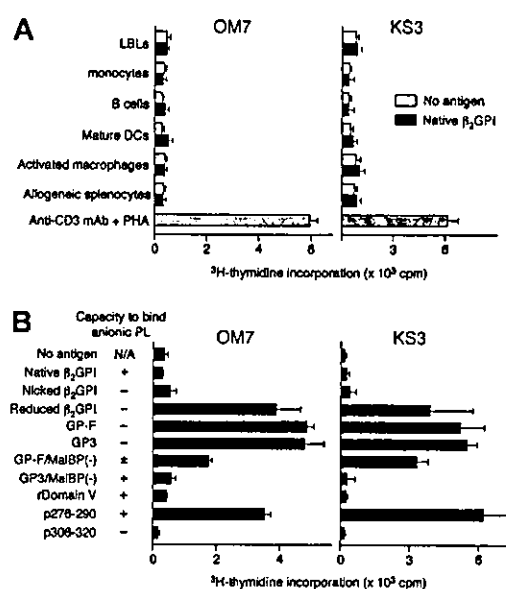 A
OM7
KS3
LBLs
monocytes
B cells
Mature DCs
Activated macrophages
Allogeneic splenocytes
Anti-CD3 mAb + PHA
No antigen
Native β₂GPI
0 2 4 6
0 3 6
³H-thymidine incorporation (x 10³ cpm)
B
Capacity to bind anionic PL
OM7
KS3
No antigen N/A
Native β₂GPI +
Nicked β₂GPI −
Reduced β₂GPI −
GP-F −
GP3 −
GP-F/MalBP(-) ±
GP3/MalBP(-) +
rDomain V +
p276-290 +
p306-320 −
0 2 4
0 2 4 6
³H-thymidine incorporation (x 10³ cpm)